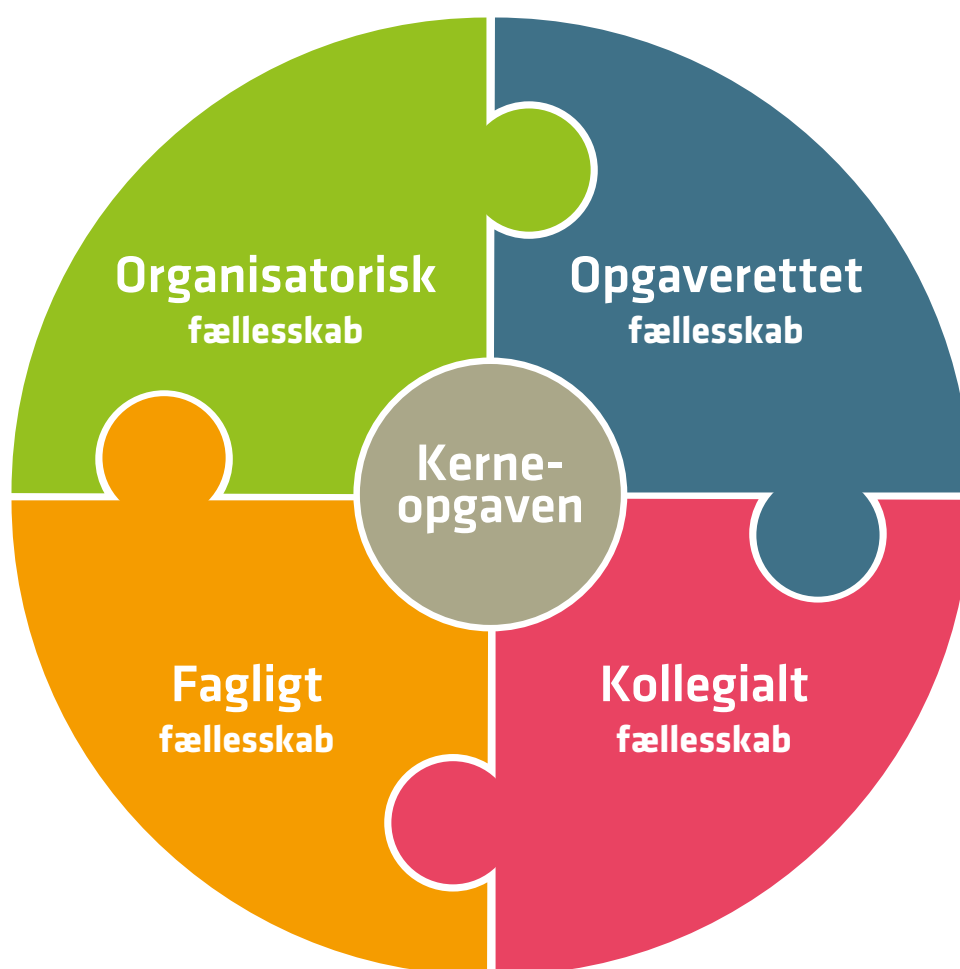 Organisatorisk
fællesskab
Opgaverettet
fællesskab
Kerne-
opgaven
Fagligt
fællesskab
Kollegialt
fællesskab